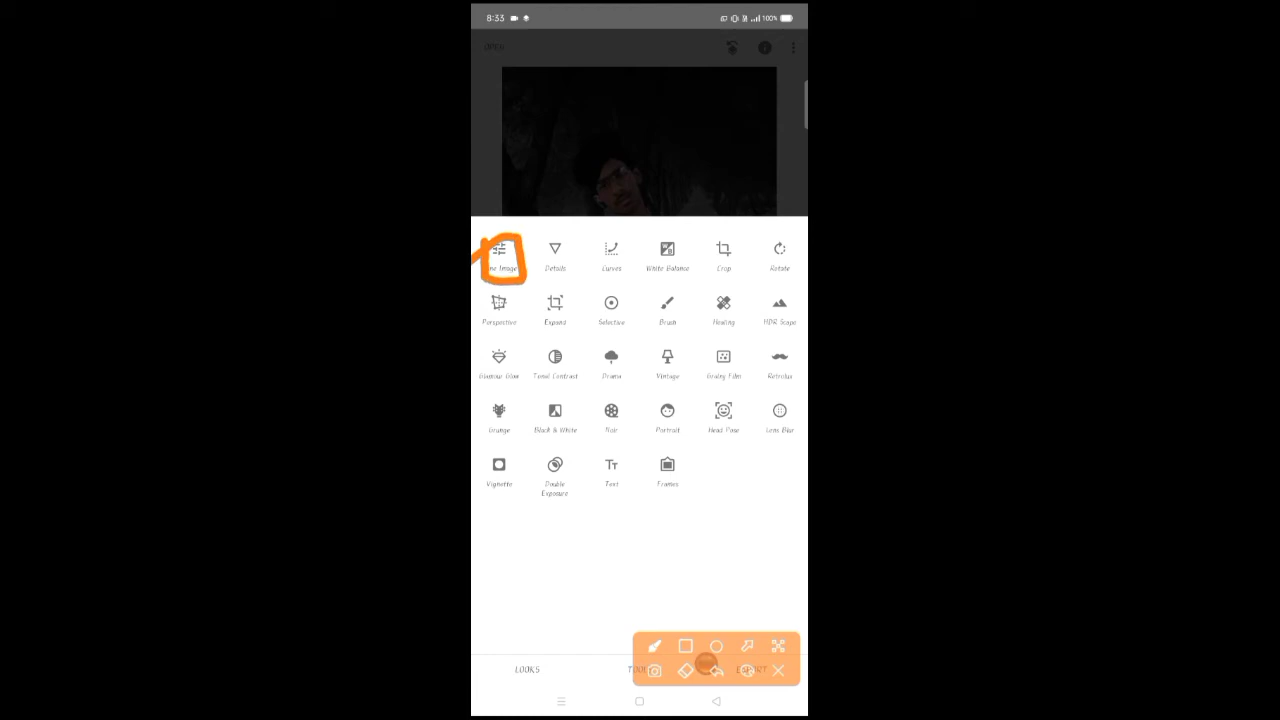 8:33 100%
OPEN
ne Image Details Curves White Balance Crop Rotate
Perspective Expand Selective Brush Healing HDR Scape
Glamour Glow Tonal Contrast Drama Vintage Grainy Film Retrolux
Grunge Black & White Noir Portrait Head Pose Lens Blur
Vignette Double Exposure Text Frames
LOOKS